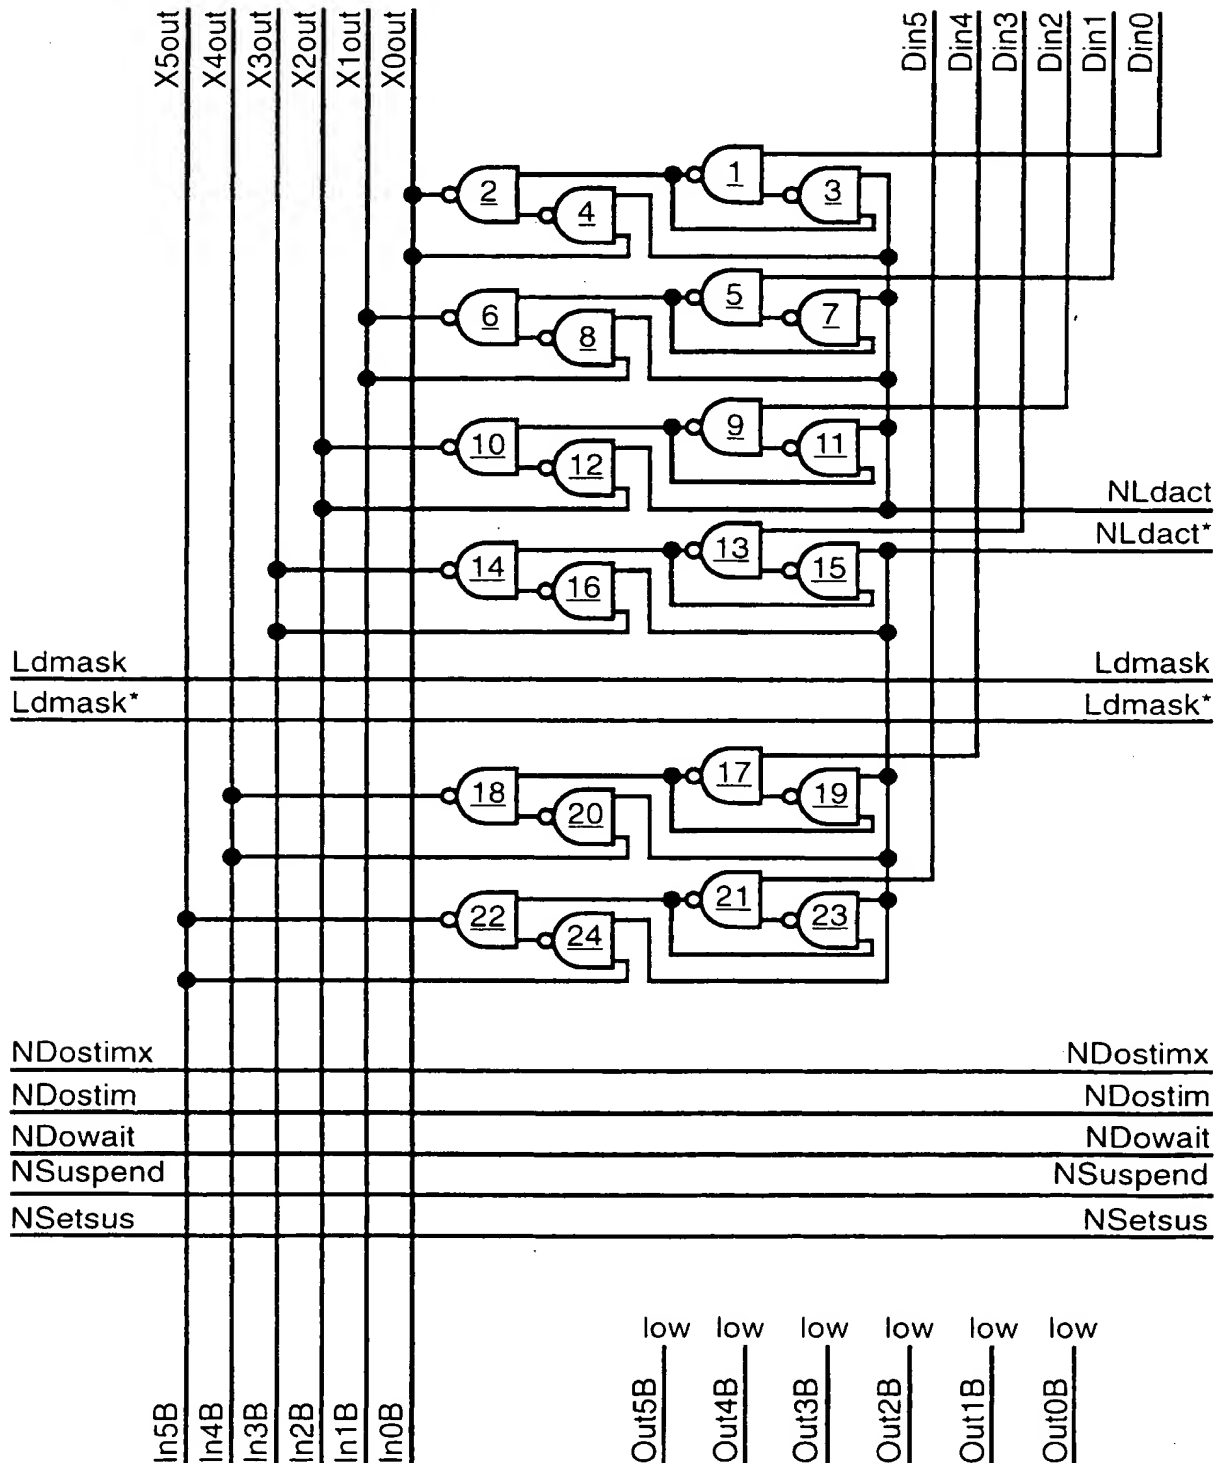 X5out
X4out
X3out
X2out
X1out
X0out
Din5
Din4
Din3
Din2
Din1
Din0
1
2
3
4
5
6
7
8
9
10
11
12
NLdact
NLdact*
13
14
15
16
Ldmask
Ldmask
Ldmask*
Ldmask*
17
18
19
20
21
22
23
24
NDostimx
NDostimx
NDostim
NDostim
NDowait
NDowait
NSuspend
NSuspend
NSetsus
NSetsus
low low low low low low
In5B
In4B
In3B
In2B
In1B
In0B
Out5B
Out4B
Out3B
Out2B
Out1B
Out0B